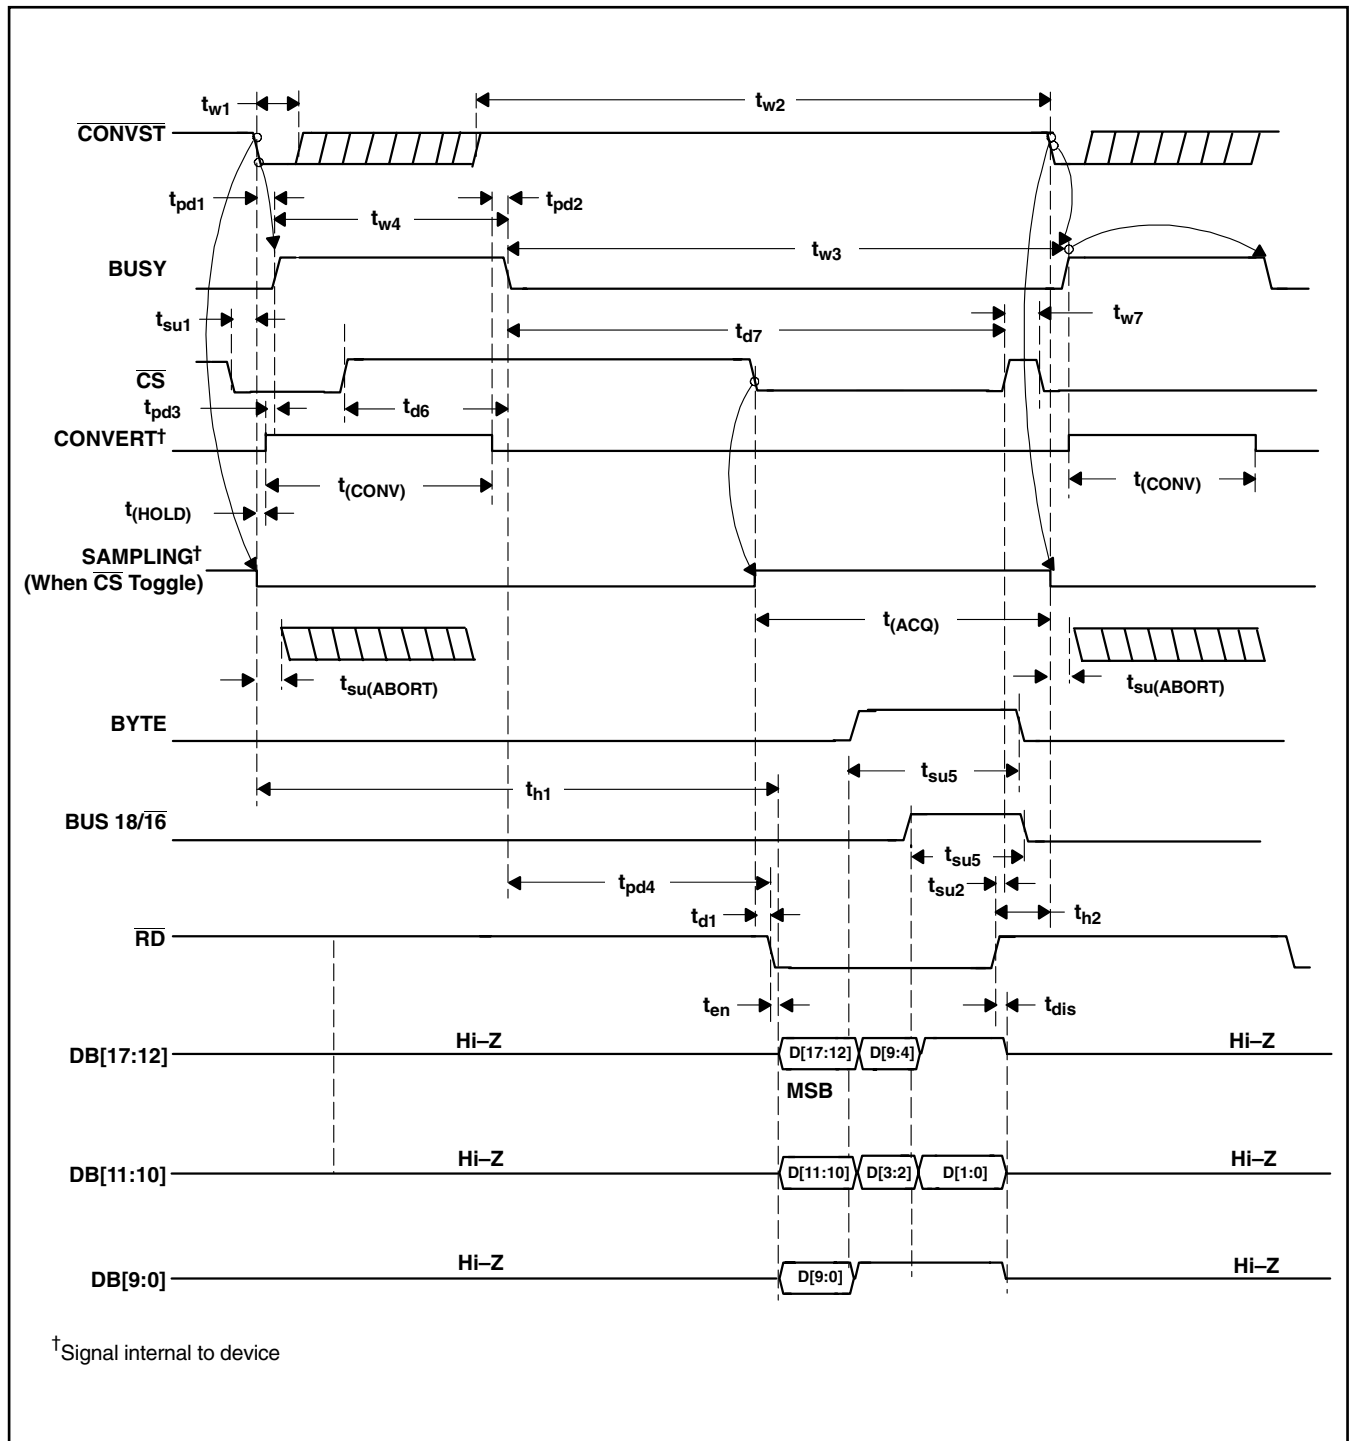 tw1
tw2
CONVST
tpd1
tw4
tpd2
tw3
BUSY
tsu1
td7
tw7
CS
tpd3
td6
CONVERT†
t(CONV)
t(CONV)
t(HOLD)
SAMPLING†
(When CS Toggle)
t(ACQ)
tsu(ABORT)
tsu(ABORT)
BYTE
tsu5
th1
BUS 18/16
tsu5
tpd4
tsu2
td1
th2
RD
ten
tdis
Hi–Z
Hi–Z
DB[17:12]
D[17:12]
D[9:4]
MSB
Hi–Z
Hi–Z
DB[11:10]
D[11:10]
D[3:2]
D[1:0]
Hi–Z
Hi–Z
DB[9:0]
D[9:0]
†Signal internal to device